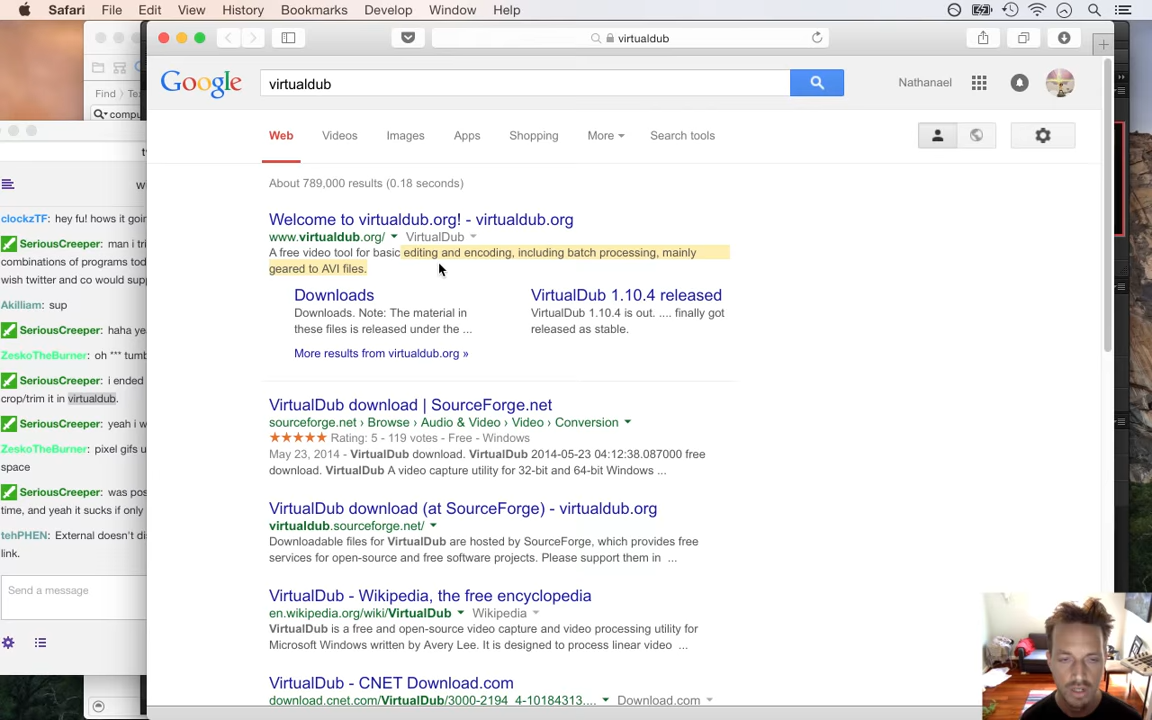 Safari File Edit View History Bookmarks Develop Window Help
virtualdub
Google
virtualdub
Nathanael
Web Videos Images Apps Shopping More Search tools
About 789,000 results (0.18 seconds)
Welcome to virtualdub.org! - virtualdub.org
www.virtualdub.org/ VirtualDub
A free video tool for basic editing and encoding, including batch processing, mainly
geared to AVI files.
Downloads
Downloads. Note: The material in
these files is released under the ...
VirtualDub 1.10.4 released
VirtualDub 1.10.4 is out. .... finally got
released as stable.
More results from virtualdub.org »
VirtualDub download | SourceForge.net
sourceforge.net › Browse › Audio & Video › Video › Conversion
★★★★★ Rating: 5 - 119 votes - Free - Windows
May 23, 2014 - VirtualDub download. VirtualDub 2014-05-23 04:12:38.087000 free
download. VirtualDub A video capture utility for 32-bit and 64-bit Windows ...
VirtualDub download (at SourceForge) - virtualdub.org
virtualdub.sourceforge.net/
Downloadable files for VirtualDub are hosted by SourceForge, which provides free
services for open-source and free software projects. Please support them in ...
VirtualDub - Wikipedia, the free encyclopedia
en.wikipedia.org/wiki/VirtualDub Wikipedia
VirtualDub is a free and open-source video capture and video processing utility for
Microsoft Windows written by Avery Lee. It is designed to process linear video ...
VirtualDub - CNET Download.com
download.cnet.com/VirtualDub/3000-2194_4-10184313.... Download.com
Find
clockzTF: hey fu! hows it goi
SeriousCreeper: man i tri
combinations of programs tod
wish twitter and co would sup
Akilliam: sup
SeriousCreeper: haha ye
ZeskoTheBurner: oh *** tumb
SeriousCreeper: i ended
crop/trim it in virtualdub.
SeriousCreeper: yeah i w
ZeskoTheBurner: pixel gifs u
space
SeriousCreeper: was pos
time, and yeah it sucks if only
tehPHEN: External doesn't di
link.
Send a message